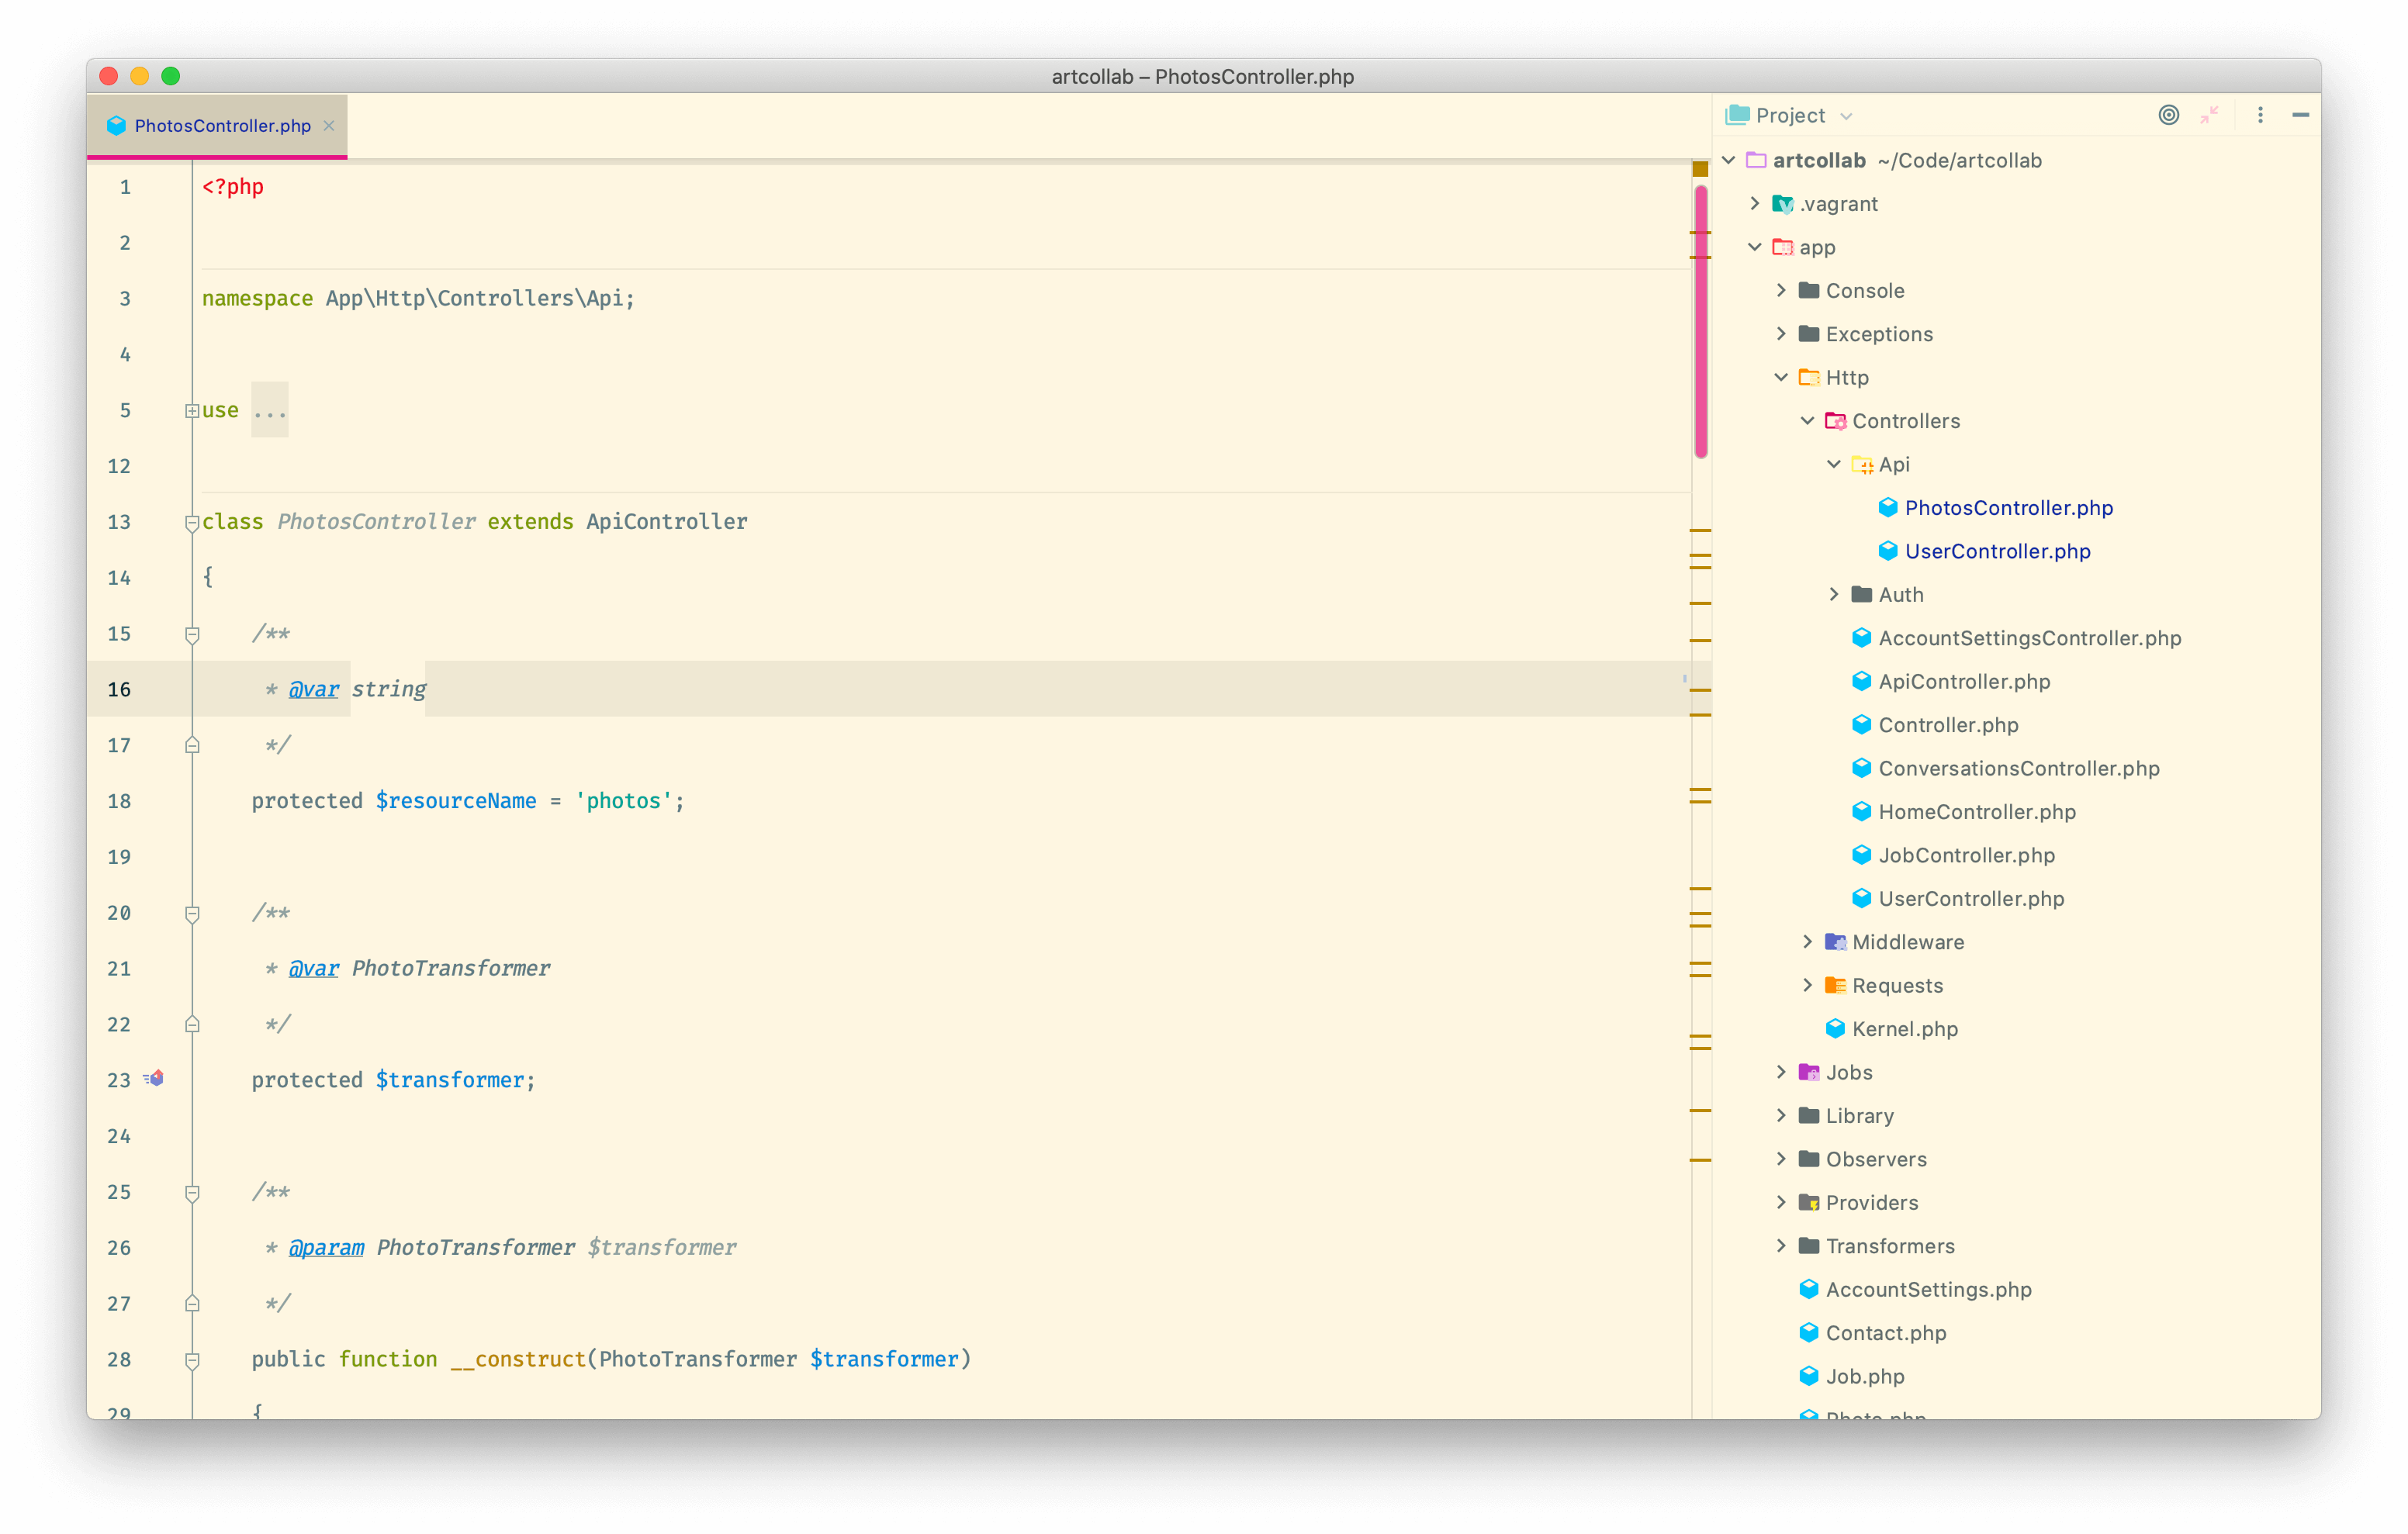 artcollab – PhotosController.php
PhotosController.php
1 <?php
2
3 namespace App\Http\Controllers\Api;
4
5 use ...
12
13 class PhotosController extends ApiController
14 {
15 /**
16 * @var string
17 */
18 protected $resourceName = 'photos';
19
20 /**
21 * @var PhotoTransformer
22 */
23 protected $transformer;
24
25 /**
26 * @param PhotoTransformer $transformer
27 */
28 public function __construct(PhotoTransformer $transformer)
29 {
Project
artcollab ~/Code/artcollab
.vagrant
app
Console
Exceptions
Http
Controllers
Api
PhotosController.php
UserController.php
Auth
AccountSettingsController.php
ApiController.php
Controller.php
ConversationsController.php
HomeController.php
JobController.php
UserController.php
Middleware
Requests
Kernel.php
Jobs
Library
Observers
Providers
Transformers
AccountSettings.php
Contact.php
Job.php
Photo.php